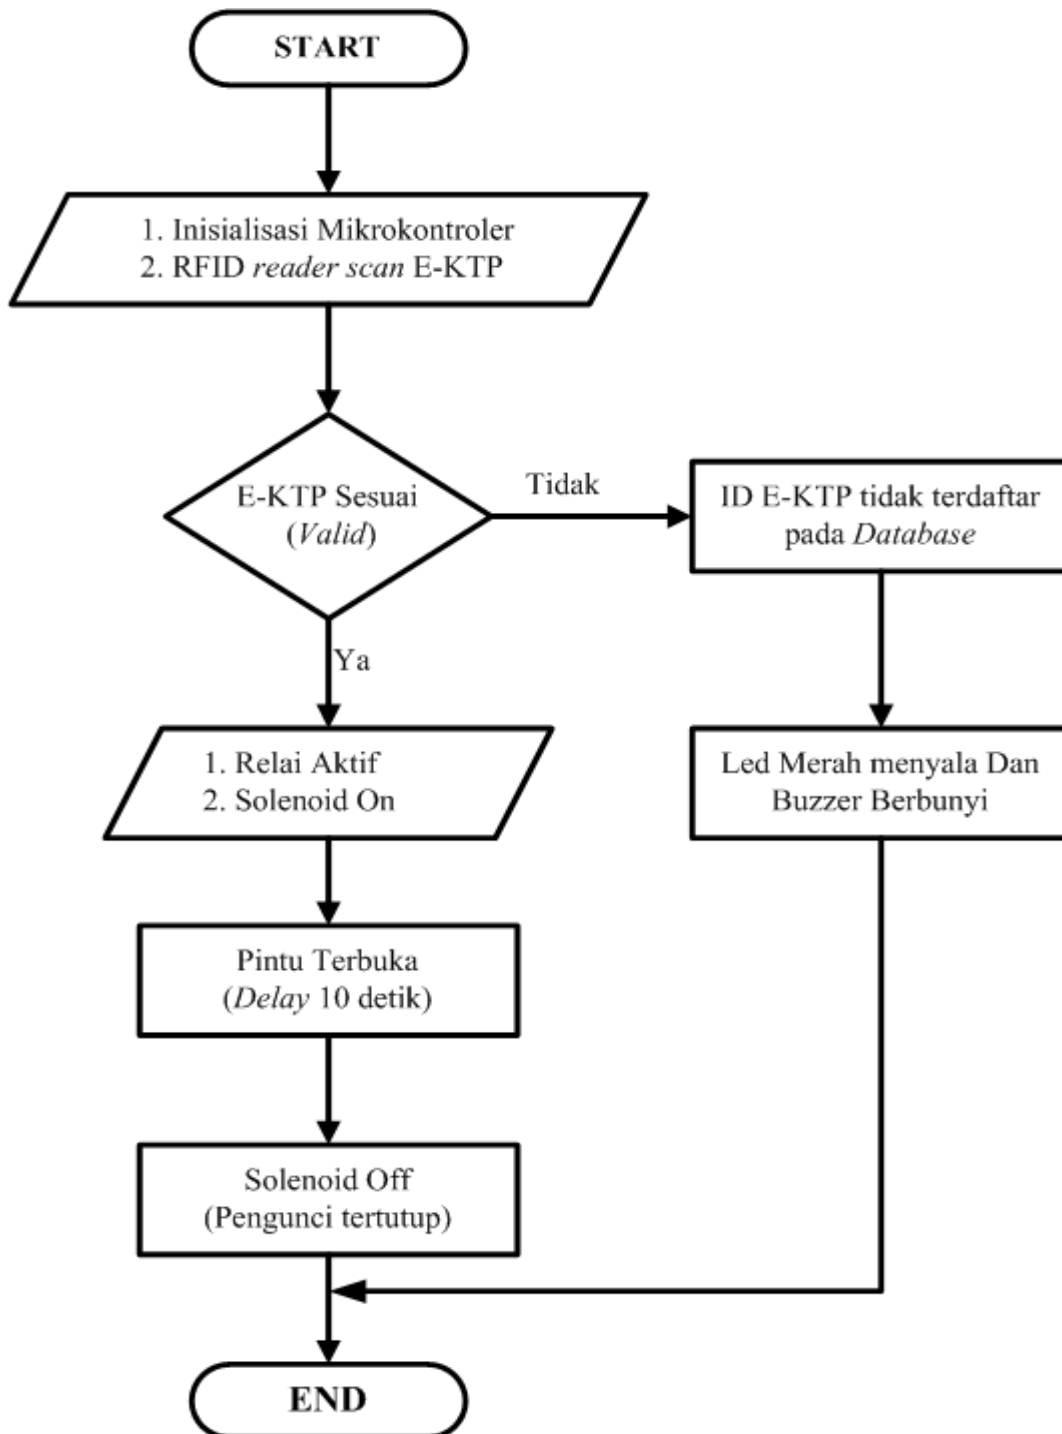 START
1. Inisialisasi Mikrokontroler
2. RFID reader scan E-KTP
E-KTP Sesuai
(Valid)
Tidak
ID E-KTP tidak terdaftar
pada Database
Ya
1. Relai Aktif
2. Solenoid On
Led Merah menyala Dan
Buzzer Berbunyi
Pintu Terbuka
(Delay 10 detik)
Solenoid Off
(Pengunci tertutup)
END